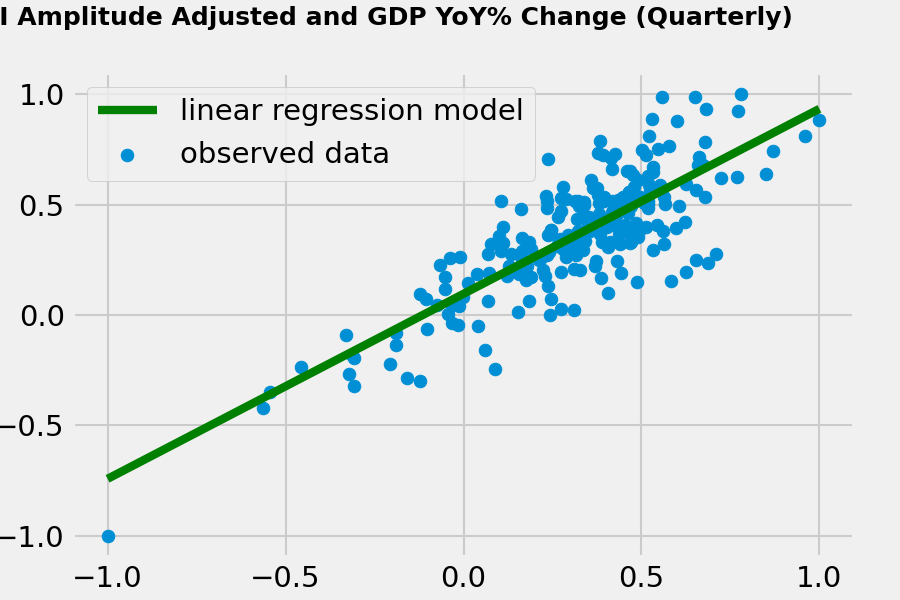 I Amplitude Adjusted and GDP YoY% Change (Quarterly)
linear regression model
observed data
1.0
0.5
0.0
−0.5
−1.0
−1.0 −0.5 0.0 0.5 1.0